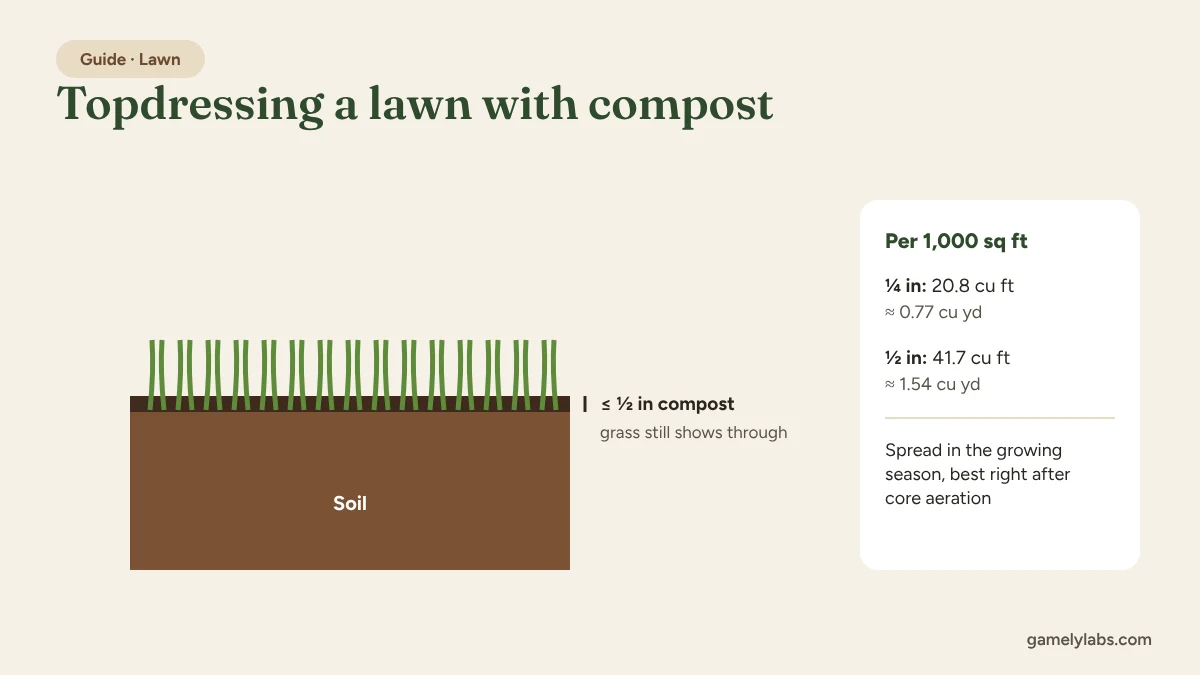 Guide · Lawn
Topdressing a lawn with compost
Per 1,000 sq ft
¼ in: 20.8 cu ft
≈ 0.77 cu yd
½ in: 41.7 cu ft
≈ 1.54 cu yd
Spread in the growing
season, best right after
core aeration
≤ ½ in compost
grass still shows through
Soil
gamelylabs.com